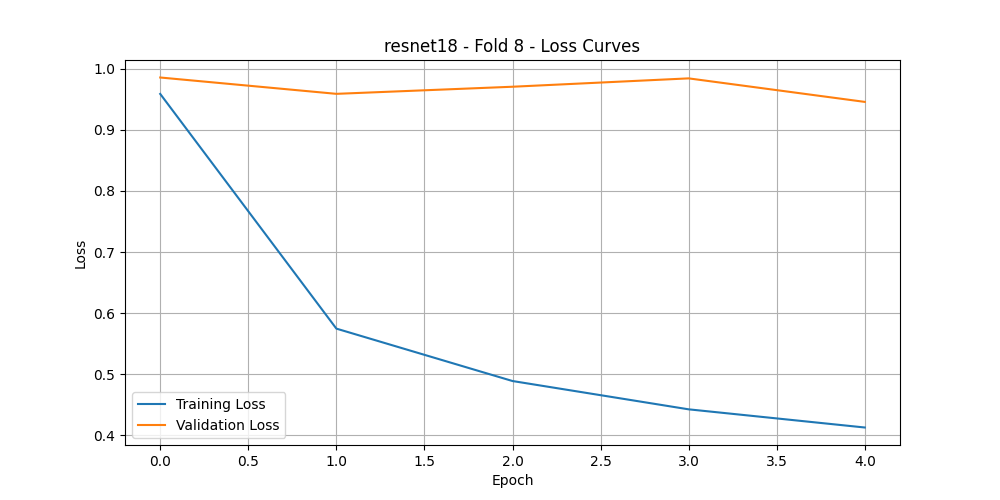 resnet18 - Fold 8 - Loss Curves
1.0
0.9
0.8
0.7
0.6
0.5
0.4
Loss
Training Loss
Validation Loss
0.0 0.5 1.0 1.5 2.0 2.5 3.0 3.5 4.0
Epoch